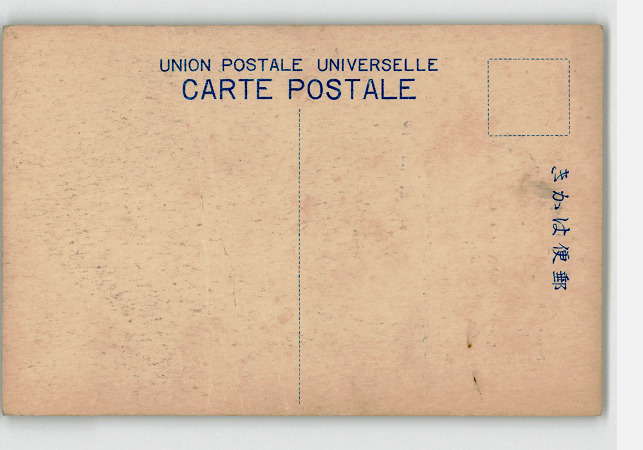 UNION POSTALE UNIVERSELLE
CARTE POSTALE
きかは便郵